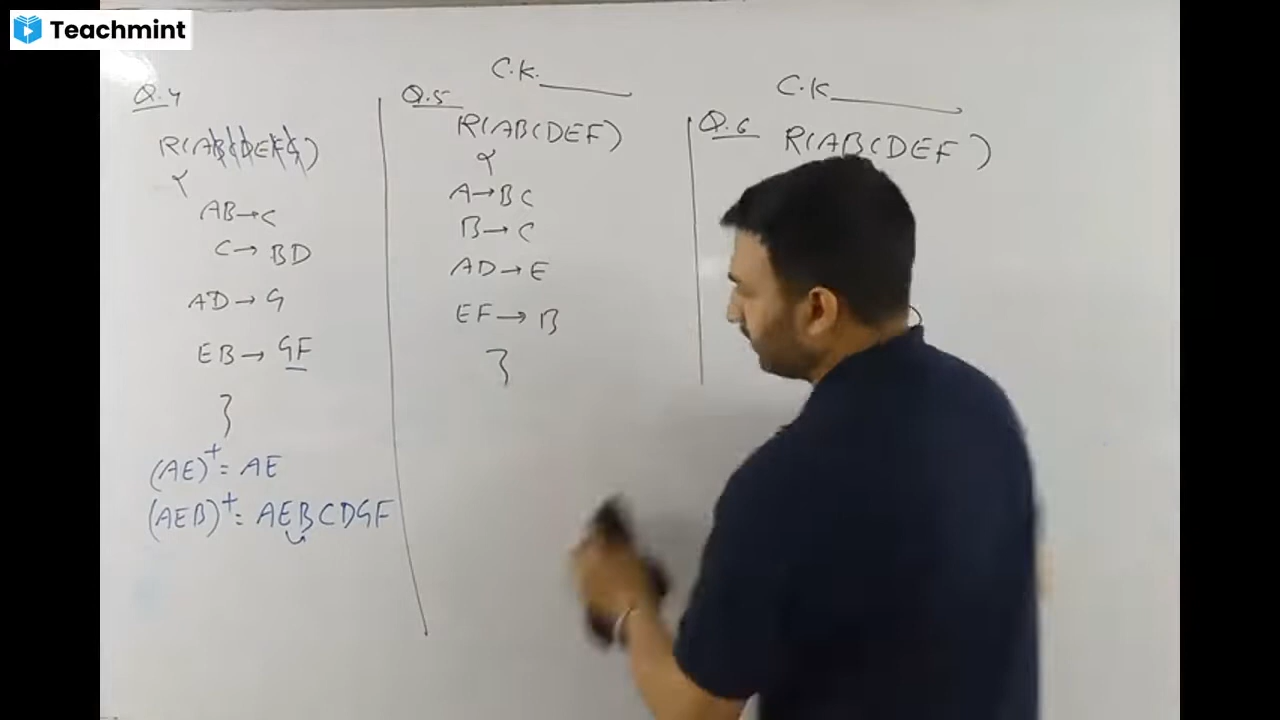 Teachmint
Q.4
R(ABCDEFG)
{
AB→C
C→BD
AD→G
EB→GF
}
(AE)+= AE
(AEB)+= AEBCDGF
C.K.
Q.5
R(ABCDEF)
{
A→BC
B→C
AD→E
EF→B
}
C.K
Q.6
R(ABCDEF)